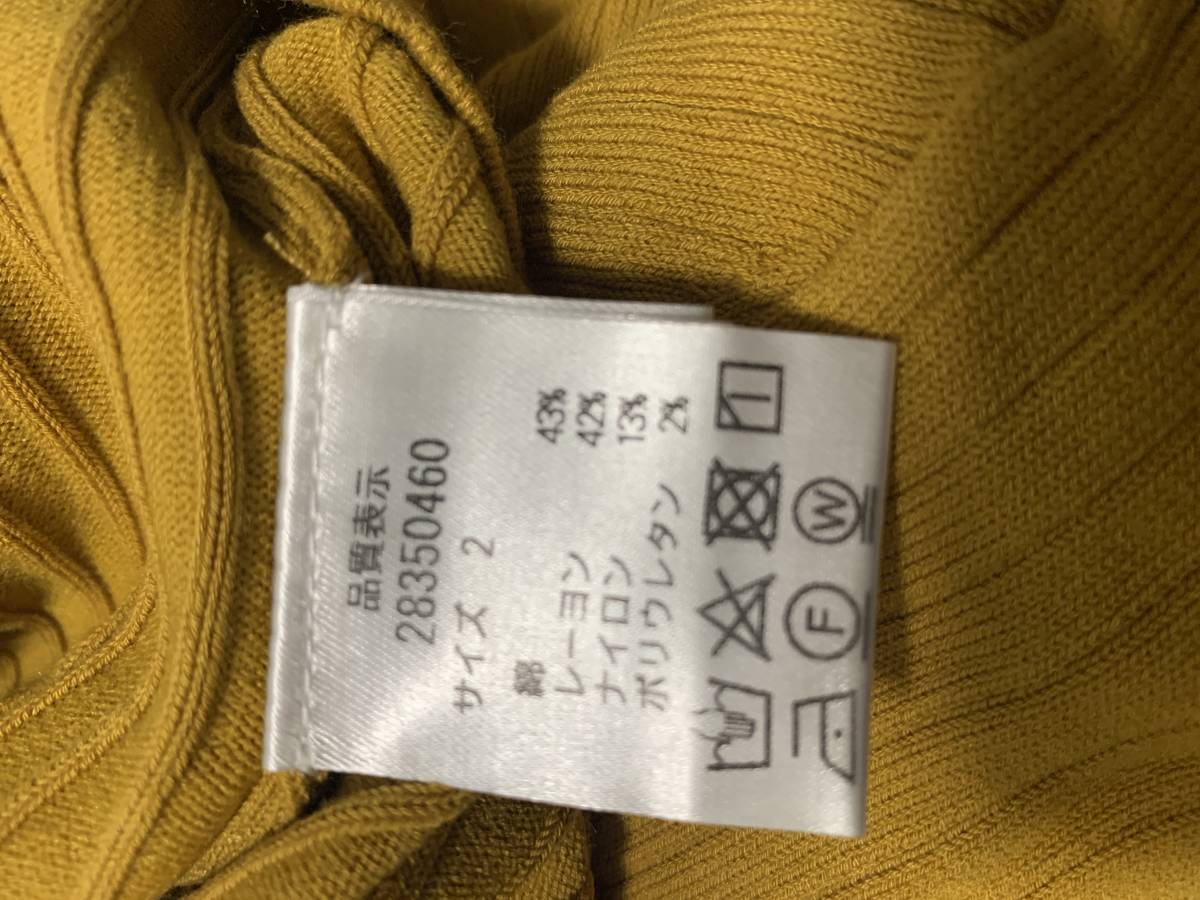 品質表示
28350460
サイズ 2
綿 43%
レーヨン 42%
ナイロン 13%
ポリウレタン 2%
F W